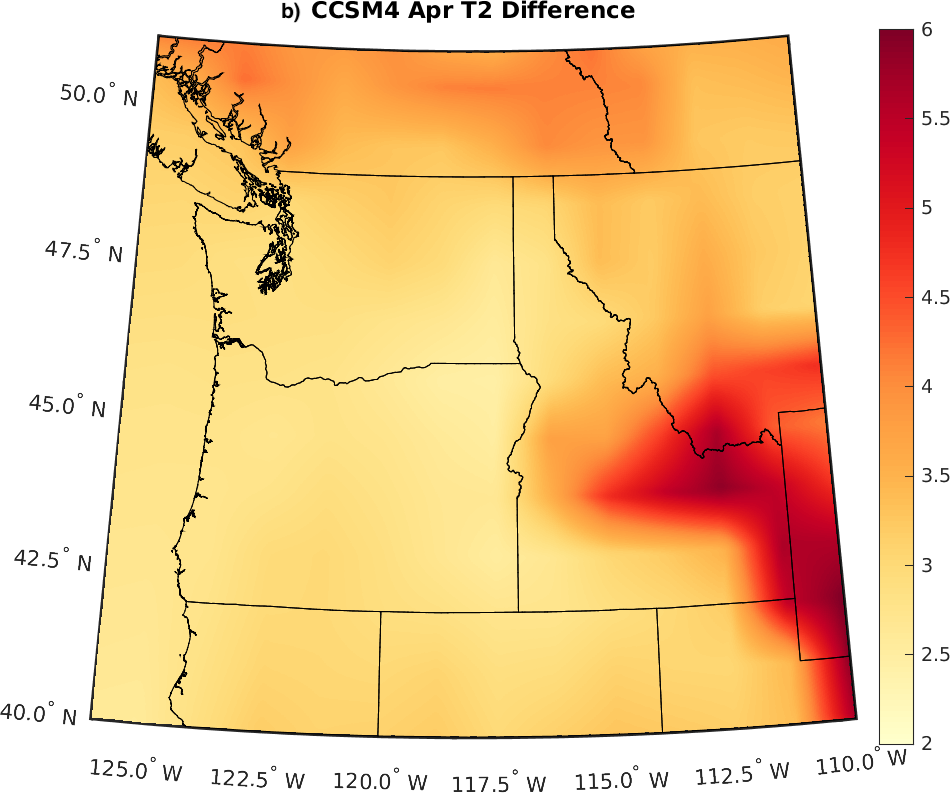 b) CCSM4 Apr T2 Difference
50.0° N
47.5° N
45.0° N
42.5° N
40.0° N
125.0° W
122.5° W
120.0° W
117.5° W
115.0° W
112.5° W
110.0° W
6
5.5
5
4.5
4
3.5
3
2.5
2